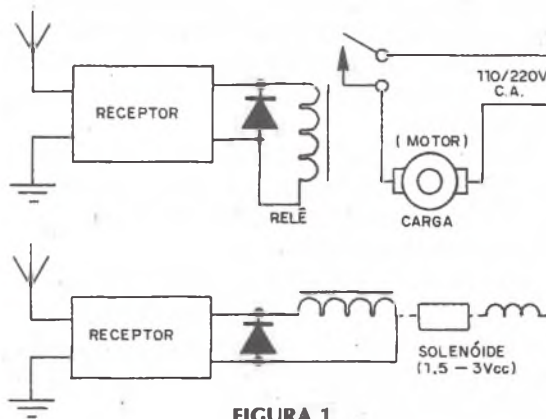 110/220V
C.A.
RECEPTOR
(MOTOR)
RELÊ
CARGA
RECEPTOR
SOLENÓIDE
(1,5 – 3Vcc)
FIGURA 1